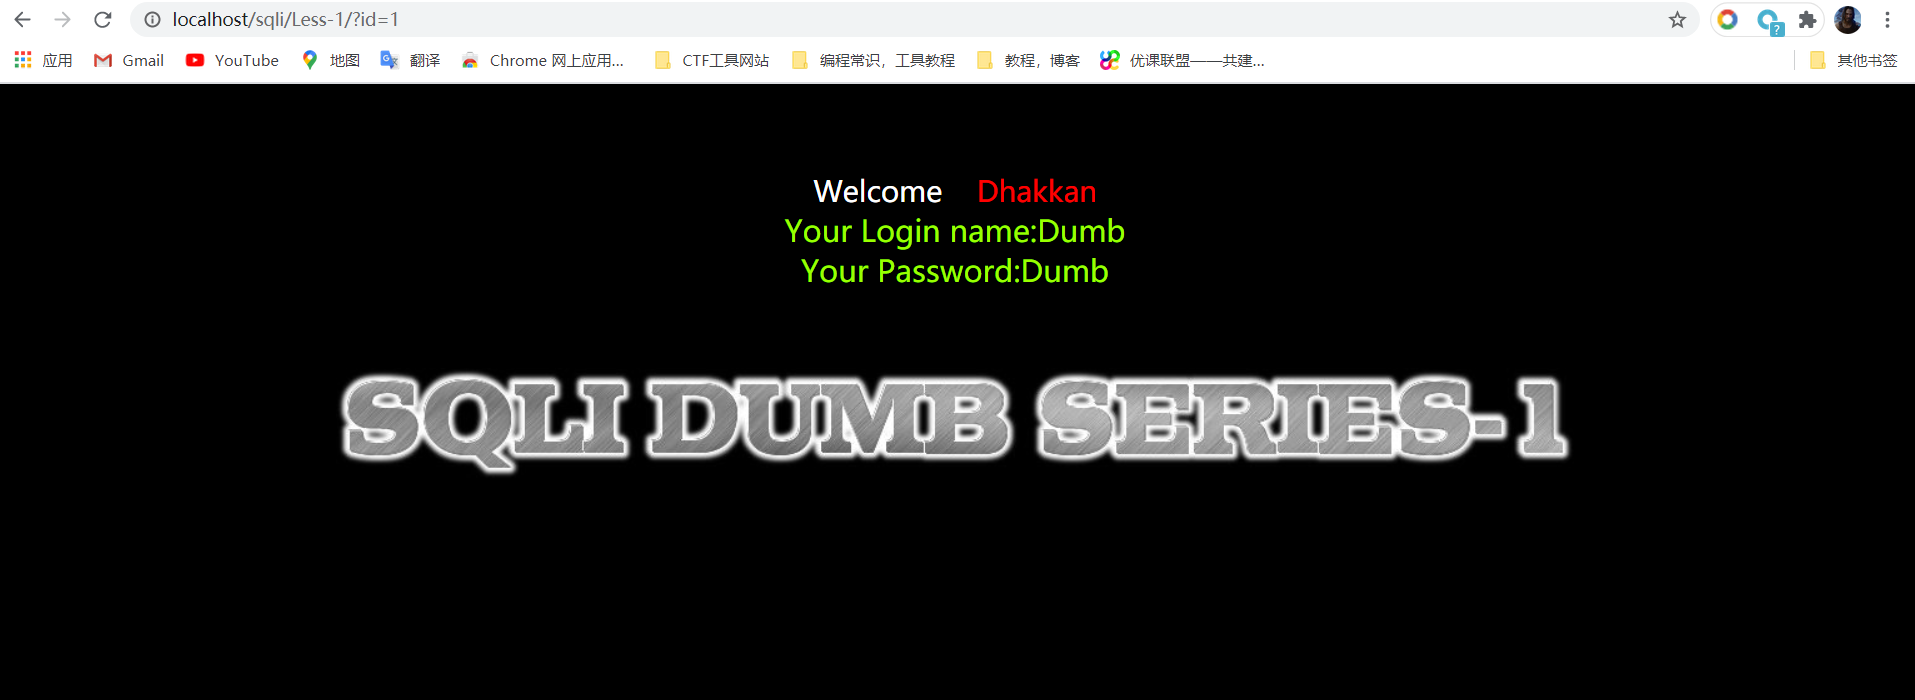 localhost/sqli/Less-1/?id=1
应用 Gmail YouTube 地图 翻译 Chrome 网上应用... CTF工具网站 编程常识，工具教程 教程，博客 优课联盟——共建... 其他书签
Welcome Dhakkan
Your Login name:Dumb
Your Password:Dumb
SQLI DUMB SERIES-1